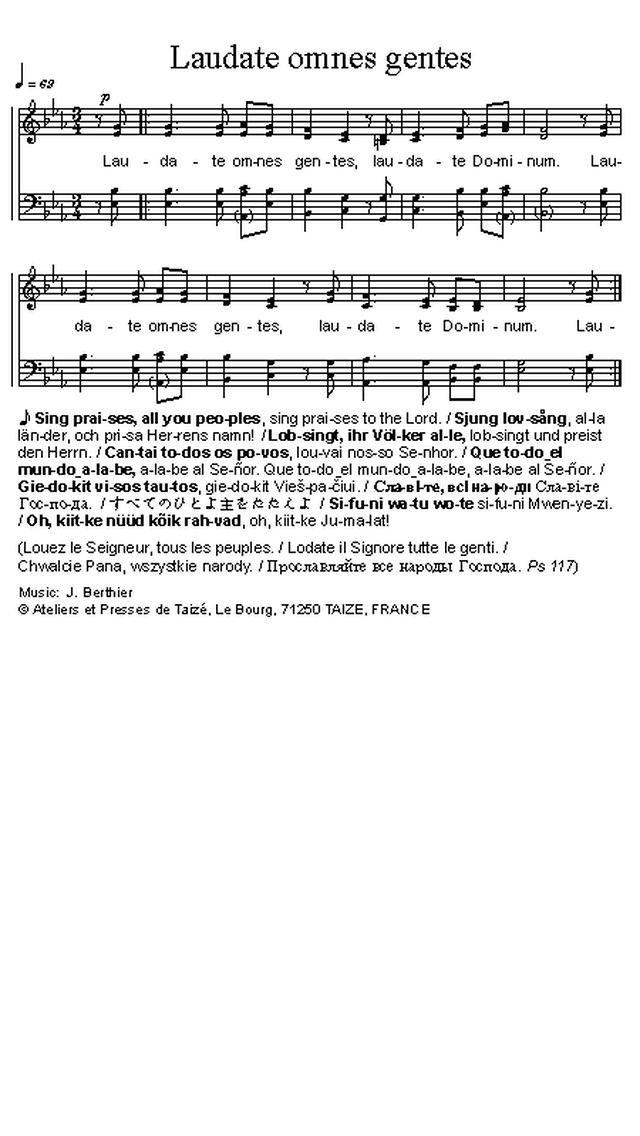 Laudate omnes gentes
♩ = 69
p
Lau - da - te om-nes gen-tes, lau-da - te Do-mi-num. Lau-
da - te om-nes gen-tes, lau-da - te Do-mi-num. Lau-
♪ Sing prai-ses, all you peo-ples, sing prai-ses to the Lord. / Sjung lov-sång, al-la
län-der, och pri-sa Her-rens namn! / Lob-singt, ihr Völ-ker al-le, lob-singt und preist
den Herrn. / Can-tai to-dos os po-vos, lou-vai nos-so Se-nhor. / Que to-do_el
mun-do_a-la-be, a-la-be al Se-ñor. Que to-do_el mun-do_a-la-be, a-la-be al Se-ñor. /
Gie-do-kit vi-sos tau-tos, gie-do-kit Vieš-pa-čiui. / Сла-ві-те, всі на-ро-ди Сла-ві-те
Гос-по-да. / すべてのひとよ主をたたえよ / Si-fu-ni wa-tu wo-te si-fu-ni Mwen-ye-zi.
/ Oh, kiit-ke nüüd kõik rah-vad, oh, kiit-ke Ju-ma-lat!
(Louez le Seigneur, tous les peuples. / Lodate il Signore tutte le genti. /
Chwalcie Pana, wszystkie narody. / Прославляйте все народы Господа. Ps 117)
Music: J. Berthier
© Ateliers et Presses de Taizé, Le Bourg, 71250 TAIZE, FRANCE